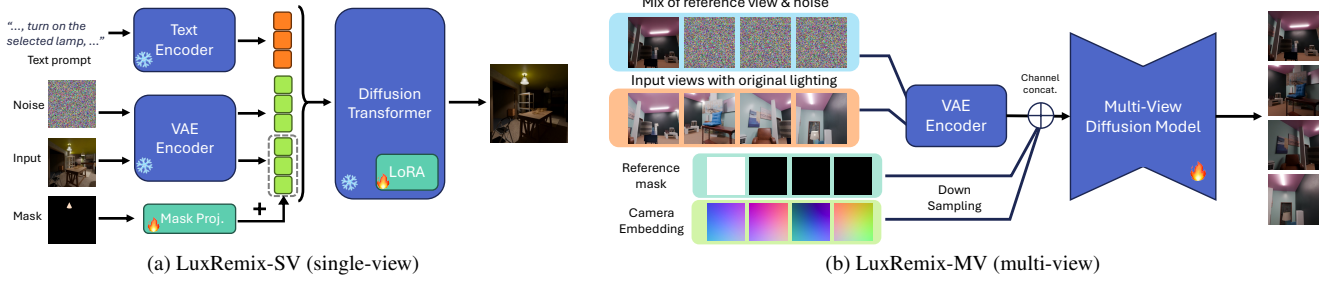 “..., turn on the
selected lamp, ...”
Text prompt
Text
Encoder
Noise
VAE
Encoder
Input
Mask
Mask Proj.
+
Diffusion
Transformer
LoRA
(a) LuxRemix-SV (single-view)
Mix of reference view & noise
Input views with original lighting
VAE
Encoder
Channel
concat.
Multi-View
Diffusion Model
Reference
mask
Down
Sampling
Camera
Embedding
(b) LuxRemix-MV (multi-view)